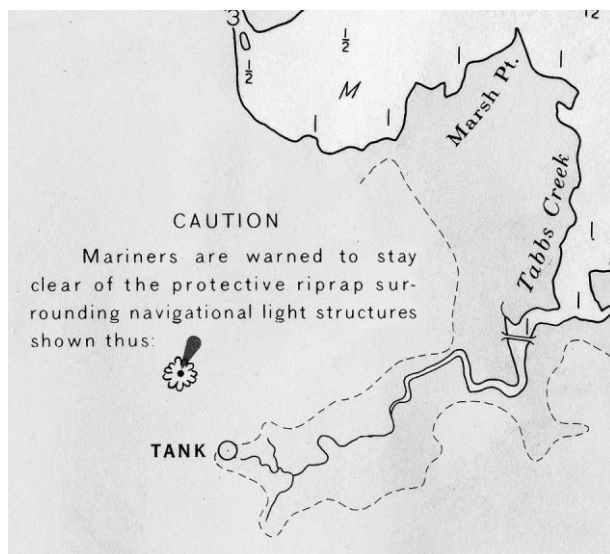 3
12
½
½
M
Marsh Pt.
Tabbs Creek
CAUTION
Mariners are warned to stay
clear of the protective riprap sur-
rounding navigational light structures
shown thus:
TANK